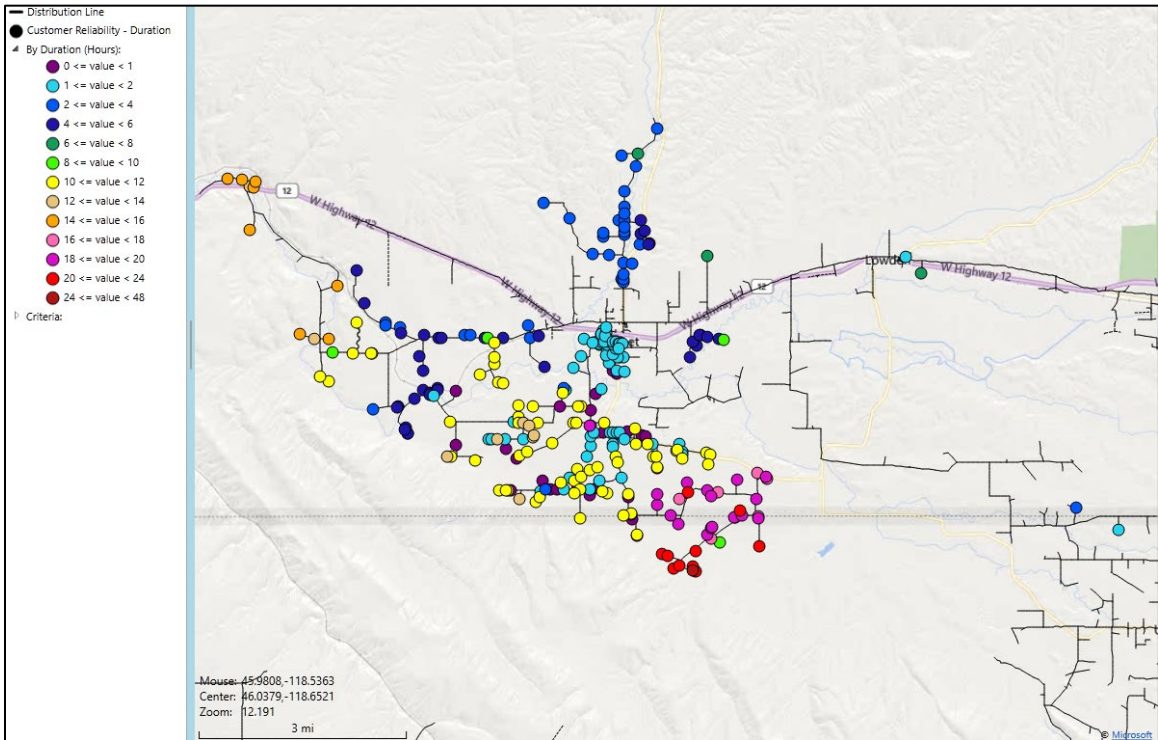 Distribution Line
Customer Reliability - Duration
By Duration (Hours):
0 <= value < 1
1 <= value < 2
2 <= value < 4
4 <= value < 6
6 <= value < 8
8 <= value < 10
10 <= value < 12
12 <= value < 14
14 <= value < 16
16 <= value < 18
18 <= value < 20
20 <= value < 24
24 <= value < 48
Criteria:
12
W Highway 12
W Highway 12
12
W Highway 12
W Highway 12
Mouse: 45.9808,-118.5363
Center: 46.0379,-118.6521
Zoom: 12.191
3 mi
© Microsoft